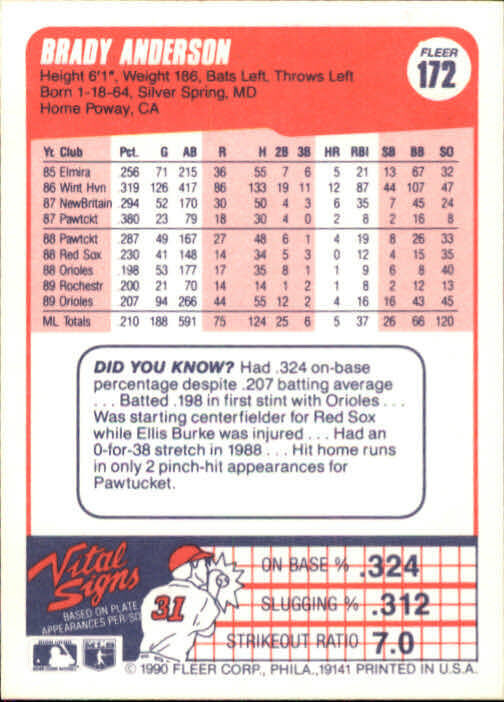 BRADY ANDERSON
Height 6'1", Weight 186, Bats Left, Throws Left
Born 1-18-64, Silver Spring, MD
Home Poway, CA
FLEER
172
Yr. Club Pct. G AB R H 2B 3B HR RBI SB BB SO
85 Elmira .256 71 215 36 55 7 6 5 21 13 67 32
86 Wint Hvn .319 126 417 86 133 19 11 12 87 44 107 47
87 NewBritain .294 52 170 30 50 4 3 6 35 7 45 24
87 Pawtckt .380 23 79 18 30 4 0 2 8 2 16 8
88 Pawtckt .287 49 167 27 48 6 1 4 19 8 26 33
88 Red Sox .230 41 148 14 34 5 3 0 12 4 15 35
88 Orioles .198 53 177 17 35 8 1 1 9 6 8 40
89 Rochestr .200 21 70 14 14 1 2 1 8 2 12 13
89 Orioles .207 94 266 44 55 12 2 4 16 16 43 45
ML Totals .210 188 591 75 124 25 6 5 37 26 66 120
DID YOU KNOW? Had .324 on-base
percentage despite .207 batting average
... Batted .198 in first stint with Orioles ...
Was starting centerfielder for Red Sox
while Ellis Burke was injured ... Had an
0-for-38 stretch in 1988 ... Hit home runs
in only 2 pinch-hit appearances for
Pawtucket.
Vital
Signs
BASED ON PLATE
APPEARANCES PER/SO
31
ON BASE % .324
SLUGGING % .312
STRIKEOUT RATIO 7.0
© 1990 FLEER CORP., PHILA., 19141 PRINTED IN U.S.A.